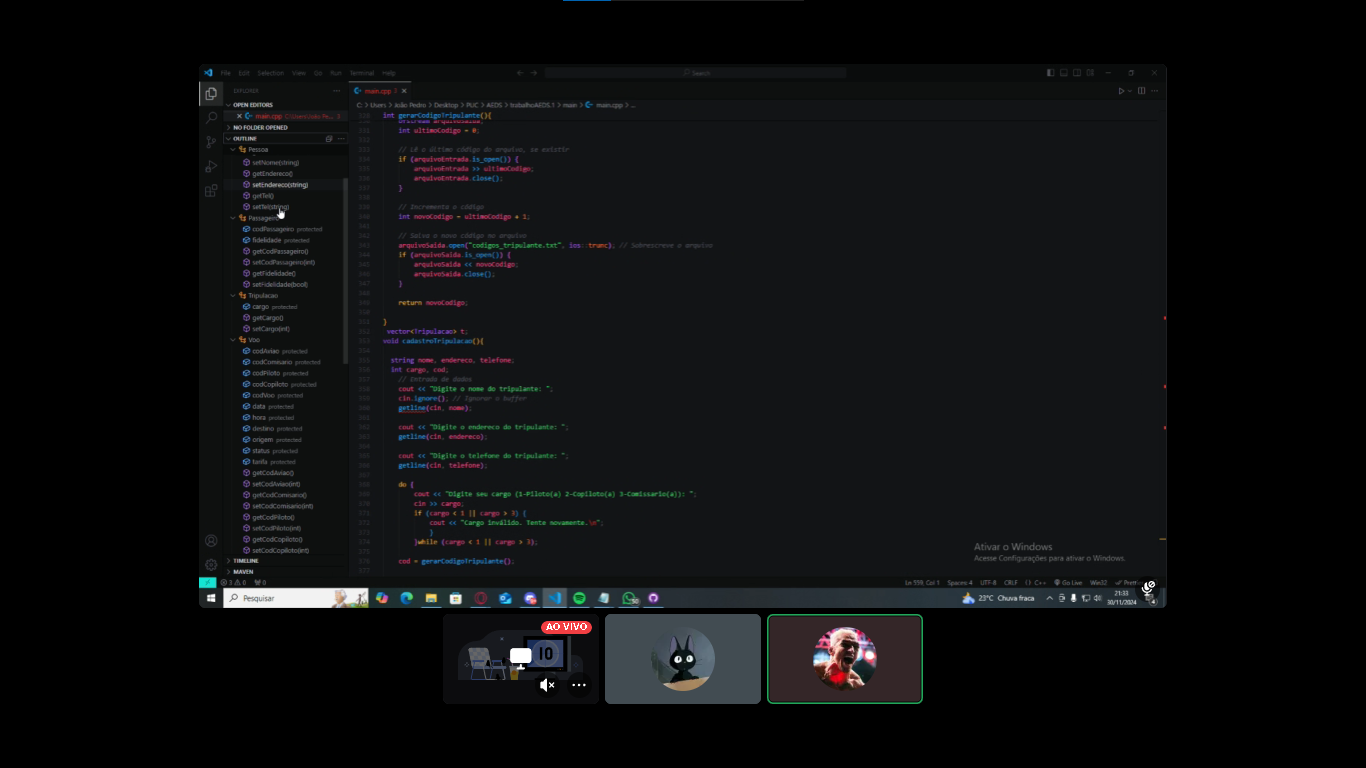 File Edit Selection View Go Run Terminal Help
Search
EXPLORER
main.cpp 3
OPEN EDITORS
C: > Users > João Pedro > Desktop > PUC > AEDS > trabalhoAEDS.1 > main > main.cpp > ...
main.cpp C:\Users\João Pe... 3
int gerarCodigoTripulante(){
NO FOLDER OPENED
int ultimoCodigo = 0;
OUTLINE
Pessoa
// Lê o último código do arquivo, se existir
if (arquivoEntrada.is_open()) {
setNome(string)
arquivoEntrada >> ultimoCodigo;
getEndereco()
arquivoEntrada.close();
setEndereco(string)
}
getTel()
setTel(string)
// Incrementa o código
Passageiro
int novoCodigo = ultimoCodigo + 1;
codPassageiro protected
// Salva o novo código no arquivo
fidelidade protected
arquivoSaida.open("codigos_tripulante.txt", ios::trunc); // Sobrescreve o arquivo
getCodPassageiro()
if (arquivoSaida.is_open()) {
setCodPassageiro(int)
arquivoSaida << novoCodigo;
getFidelidade()
arquivoSaida.close();
setFidelidade(bool)
}
Tripulacao
return novoCodigo;
cargo protected
getCargo()
}
setCargo(int)
vector<Tripulacao> t;
Voo
void cadastroTripulacao(){
codAviao protected
string nome, endereco, telefone;
codComisario protected
int cargo, cod;
codPiloto protected
// Entrada de dados
codCopiloto protected
cout << "Digite o nome do tripulante: ";
codVoo protected
cin.ignore(); // Ignorar o buffer
data protected
getline(cin, nome);
hora protected
cout << "Digite o endereco do tripulante: ";
destino protected
getline(cin, endereco);
origem protected
status protected
cout << "Digite o telefone do tripulante: ";
tarifa protected
getline(cin, telefone);
getCodAviao()
do {
setCodAviao(int)
cout << "Digite seu cargo (1-Piloto(a) 2-Copiloto(a) 3-Comissario(a)): ";
getCodComisario()
cin >> cargo;
setCodComisario(int)
if (cargo < 1 || cargo > 3) {
getCodPiloto()
cout << "Cargo inválido. Tente novamente.\n";
setCodPiloto(int)
}
getCodCopiloto()
}while (cargo < 1 || cargo > 3);
setCodCopiloto(int)
cod = gerarCodigoTripulante();
TIMELINE
MAVEN
Ativar o Windows
Acesse Configurações para ativar o Windows.
3 0 0
Ln 559, Col 1 Spaces: 4 UTF-8 CRLF {} C++ Go Live Win32
Pesquisar
23°C Chuva fraca
21:33
30/11/2024
AO VIVO